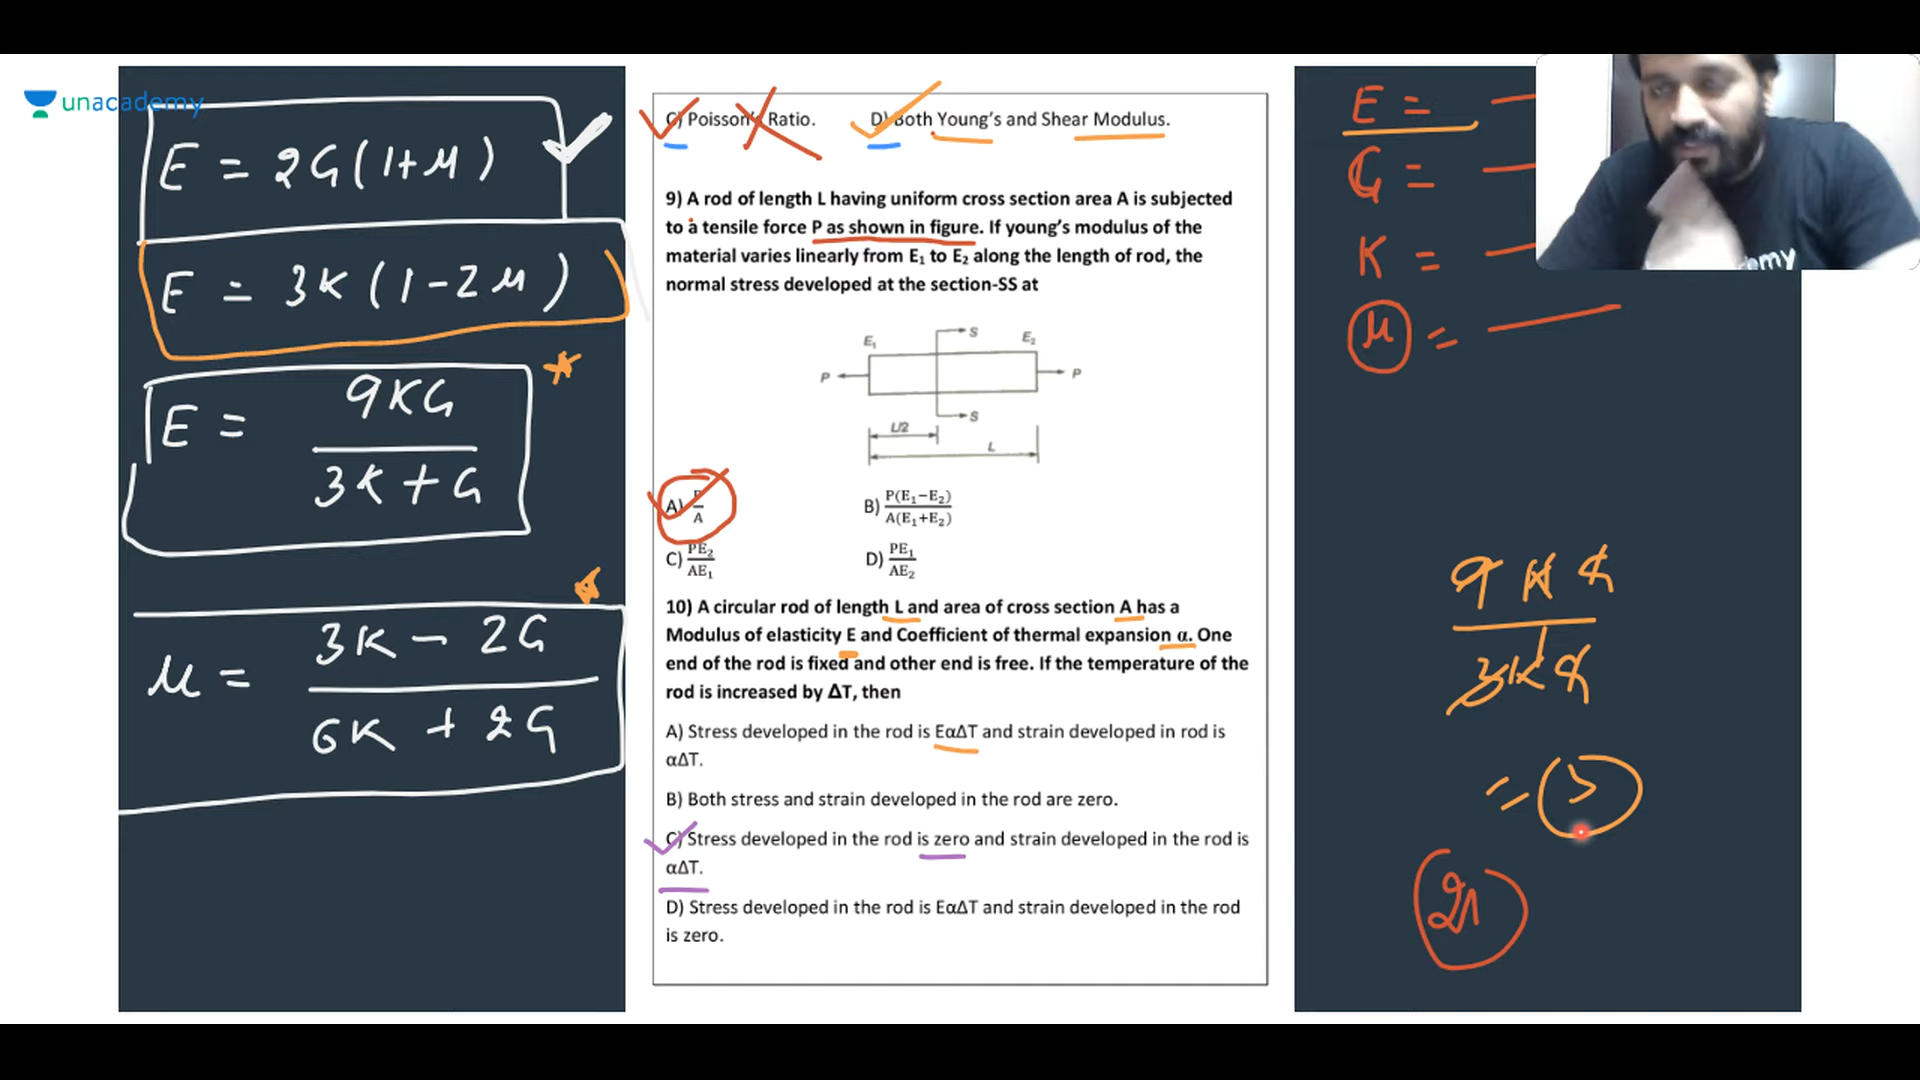 unacademy
E = 2G(1+μ)
E = 3K(1-2μ)
E = 9KG
3K+G
μ = 3K - 2G
6K + 2G
C) Poisson's Ratio. D) Both Young's and Shear Modulus.
9) A rod of length L having uniform cross section area A is subjected
to a tensile force P as shown in figure. If young's modulus of the
material varies linearly from E₁ to E₂ along the length of rod, the
normal stress developed at the section-SS at
S
E₁ E₂
P P
S
L/2
L
A) P/A B) P(E₁−E₂)/A(E₁+E₂)
C) PE₂/AE₁ D) PE₁/AE₂
10) A circular rod of length L and area of cross section A has a
Modulus of elasticity E and Coefficient of thermal expansion α. One
end of the rod is fixed and other end is free. If the temperature of the
rod is increased by ΔT, then
A) Stress developed in the rod is EαΔT and strain developed in rod is
αΔT.
B) Both stress and strain developed in the rod are zero.
C) Stress developed in the rod is zero and strain developed in the rod is
αΔT.
D) Stress developed in the rod is EαΔT and strain developed in the rod
is zero.
E =
G =
K =
μ =
emy